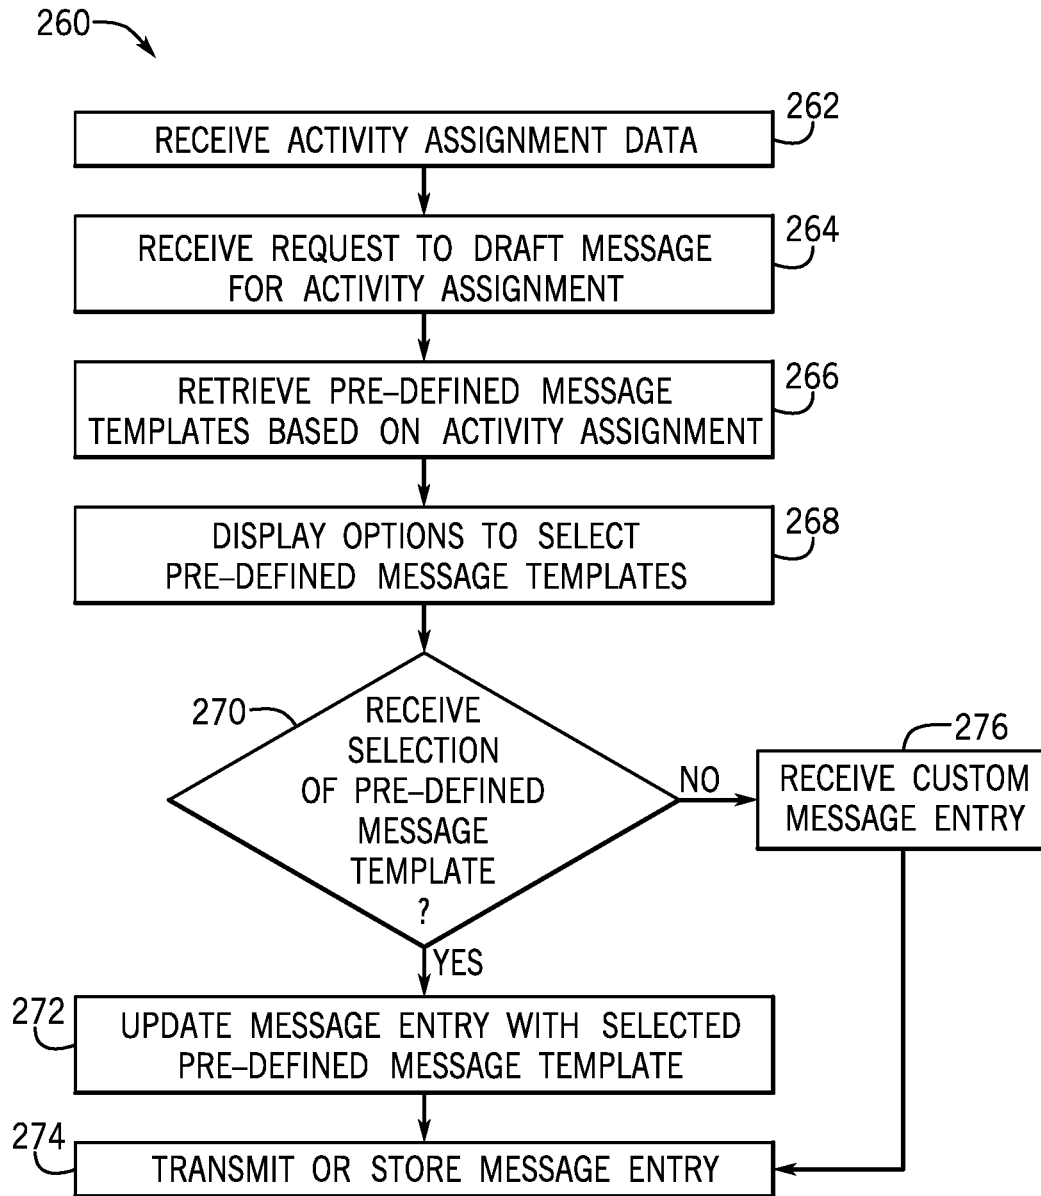 260
262
RECEIVE ACTIVITY ASSIGNMENT DATA
264
RECEIVE REQUEST TO DRAFT MESSAGE
FOR ACTIVITY ASSIGNMENT
266
RETRIEVE PRE–DEFINED MESSAGE
TEMPLATES BASED ON ACTIVITY ASSIGNMENT
268
DISPLAY OPTIONS TO SELECT
PRE–DEFINED MESSAGE TEMPLATES
270
RECEIVE
SELECTION
OF PRE–DEFINED
MESSAGE
TEMPLATE
?
NO
276
RECEIVE CUSTOM
MESSAGE ENTRY
YES
272
UPDATE MESSAGE ENTRY WITH SELECTED
PRE–DEFINED MESSAGE TEMPLATE
274
TRANSMIT OR STORE MESSAGE ENTRY